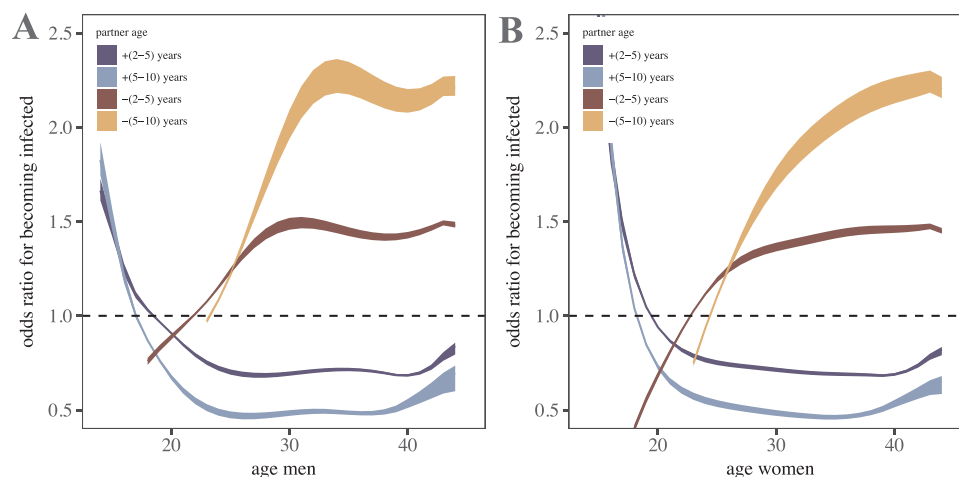 A
partner age
+(2−5) years
+(5−10) years
−(2−5) years
−(5−10) years
2.5
2.0
1.5
1.0
0.5
odds ratio for becoming infected
20
30
40
age men
B
partner age
+(2−5) years
+(5−10) years
−(2−5) years
−(5−10) years
2.5
2.0
1.5
1.0
0.5
odds ratio for becoming infected
20
30
40
age women